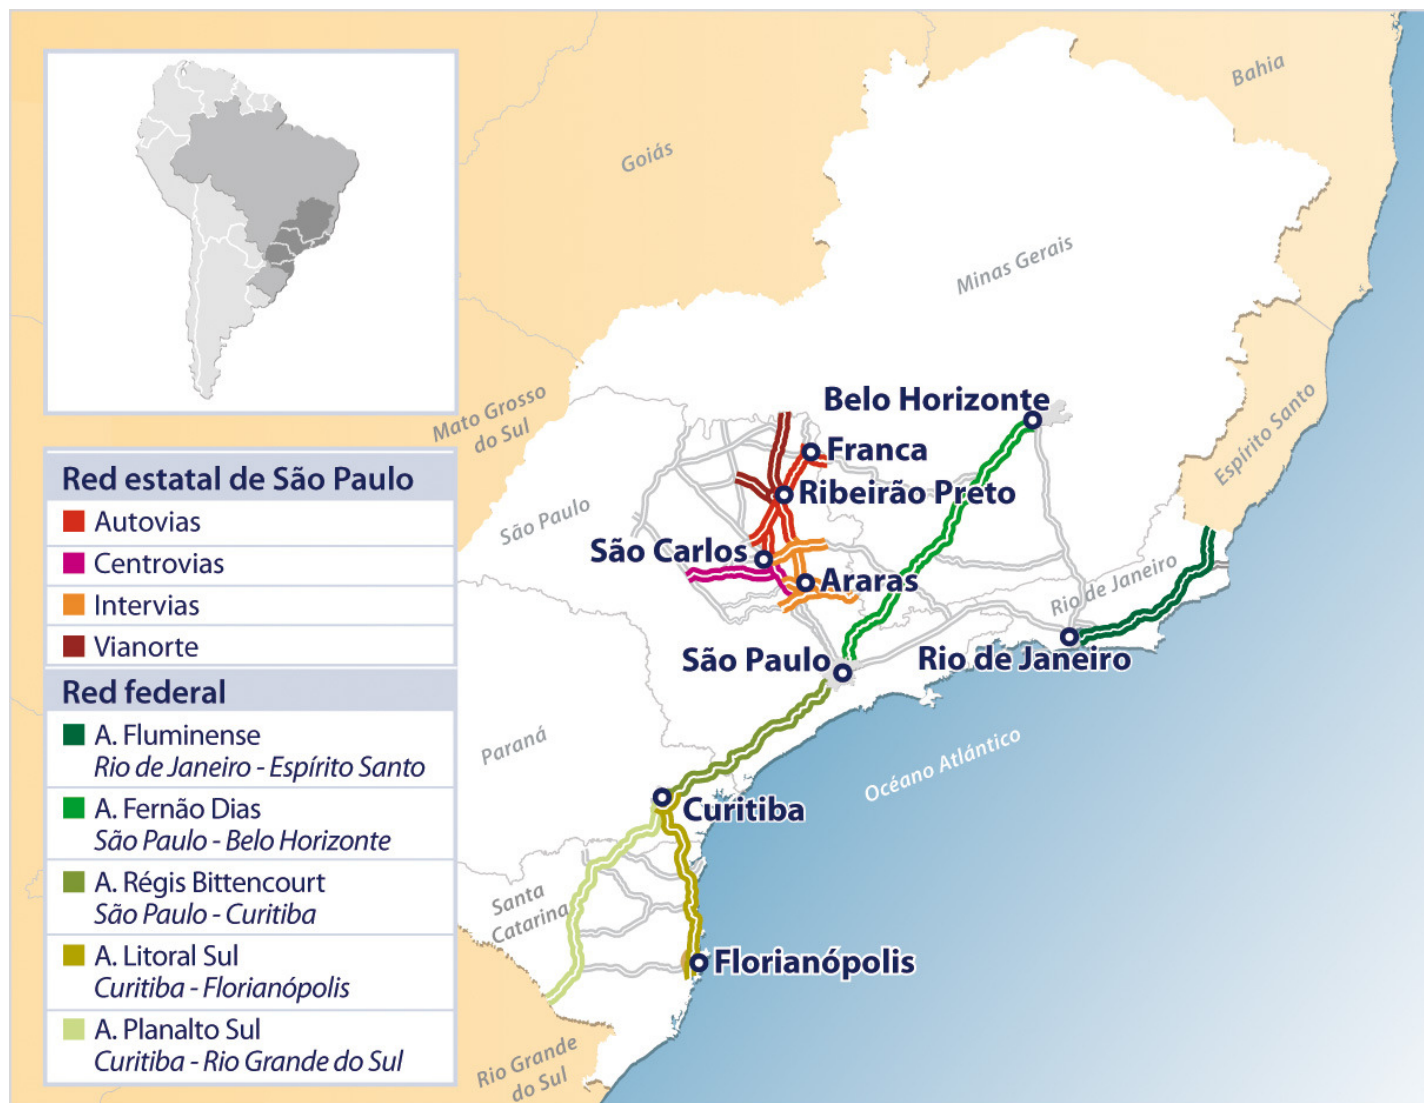 Red estatal de São Paulo
Autovias
Centrovias
Intervias
Vianorte
Red federal
A. Fluminense
Rio de Janeiro - Espírito Santo
A. Fernão Dias
São Paulo - Belo Horizonte
A. Régis Bittencourt
São Paulo - Curitiba
A. Litoral Sul
Curitiba - Florianópolis
A. Planalto Sul
Curitiba - Rio Grande do Sul
Bahia
Goiás
Minas Gerais
Mato Grosso
do Sul
Espírito Santo
Belo Horizonte
Franca
Ribeirão Preto
São Paulo
São Carlos
Araras
Rio de Janeiro
São Paulo
Rio de Janeiro
Paraná
Océano Atlántico
Curitiba
Santa
Catarina
Florianópolis
Rio Grande
do Sul